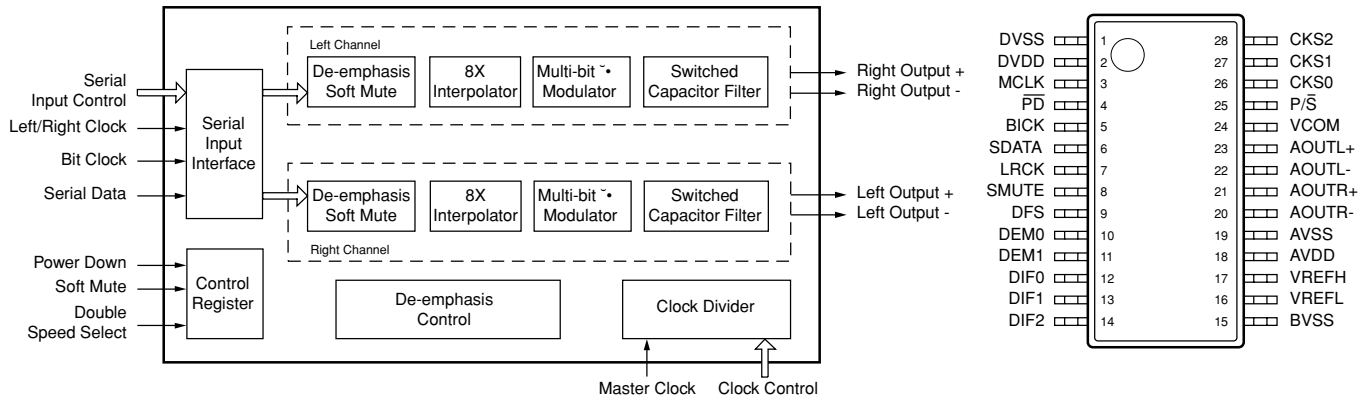 Serial
Input Control
Left/Right Clock
Bit Clock
Serial Data
Serial
Input
Interface
Left Channel
De-emphasis
Soft Mute
8X
Interpolator
Multi-bit ˘•
Modulator
Switched
Capacitor Filter
Right Output +
Right Output -
De-emphasis
Soft Mute
8X
Interpolator
Multi-bit ˘•
Modulator
Switched
Capacitor Filter
Right Channel
Left Output +
Left Output -
Power Down
Soft Mute
Double
Speed Select
Control
Register
De-emphasis
Control
Clock Divider
Master Clock
Clock Control
DVSS 1 28 CKS2
DVDD 2 27 CKS1
MCLK 3 26 CKS0
P̅D̅ 4 25 P/S̅
BICK 5 24 VCOM
SDATA 6 23 AOUTL+
LRCK 7 22 AOUTL-
SMUTE 8 21 AOUTR+
DFS 9 20 AOUTR-
DEM0 10 19 AVSS
DEM1 11 18 AVDD
DIF0 12 17 VREFH
DIF1 13 16 VREFL
DIF2 14 15 BVSS